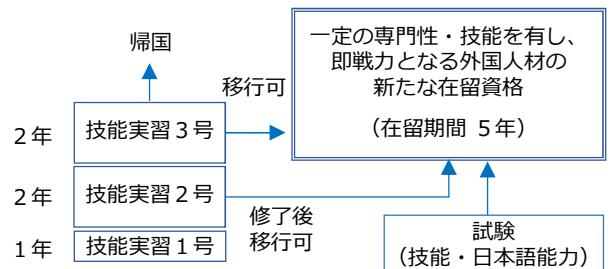 帰国
移行可
一定の専門性・技能を有し、
即戦力となる外国人材の
新たな在留資格
（在留期間 ５年）
２年
技能実習３号
２年
技能実習２号
修了後
移行可
１年
技能実習１号
試験
（技能・日本語能力）